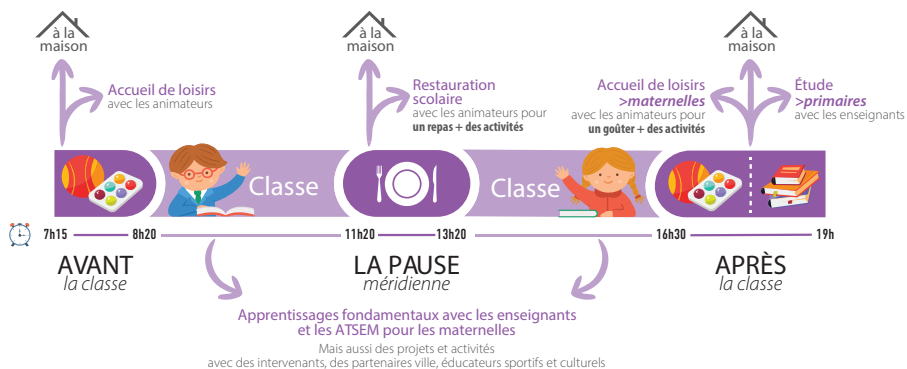 à la
maison
Accueil de loisirs
avec les animateurs
à la
maison
Restauration
scolaire
avec les animateurs pour
un repas + des activités
à la
maison
Accueil de loisirs
>maternelles
avec les animateurs pour
un goûter + des activités
Étude
>primaires
avec les enseignants
Classe
Classe
7h15
8h20
11h20
13h20
16h30
19h
AVANT
la classe
LA PAUSE
méridienne
APRÈS
la classe
Apprentissages fondamentaux avec les enseignants
et les ATSEM pour les maternelles
Mais aussi des projets et activités
avec des intervenants, des partenaires ville, éducateurs sportifs et culturels